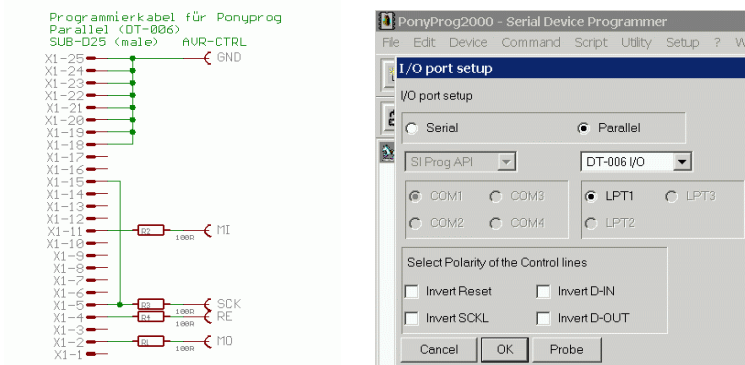 Programmierkabel für Ponyprog
Parallel (DT-006)
SUB-D25 (male) AVR-CTRL
X1-25 GND
X1-24
X1-23
X1-22
X1-21
X1-20
X1-19
X1-18
X1-17
X1-16
X1-15
X1-14
X1-13
X1-12
X1-11 R2 100R MI
X1-10
X1-9
X1-8
X1-7
X1-6
X1-5 R3 100R SCK
X1-4 R4 100R RE
X1-3
X1-2 R1 100R MO
X1-1
PonyProg2000 - Serial Device Programmer
File Edit Device Command Script Utility Setup ? W
I/O port setup
I/O port setup
Serial Parallel
SI Prog API DT-006 I/O
COM1 COM3 LPT1 LPT3
COM2 COM4 LPT2
Select Polarity of the Control lines
Invert Reset Invert D-IN
Invert SCKL Invert D-OUT
Cancel OK Probe